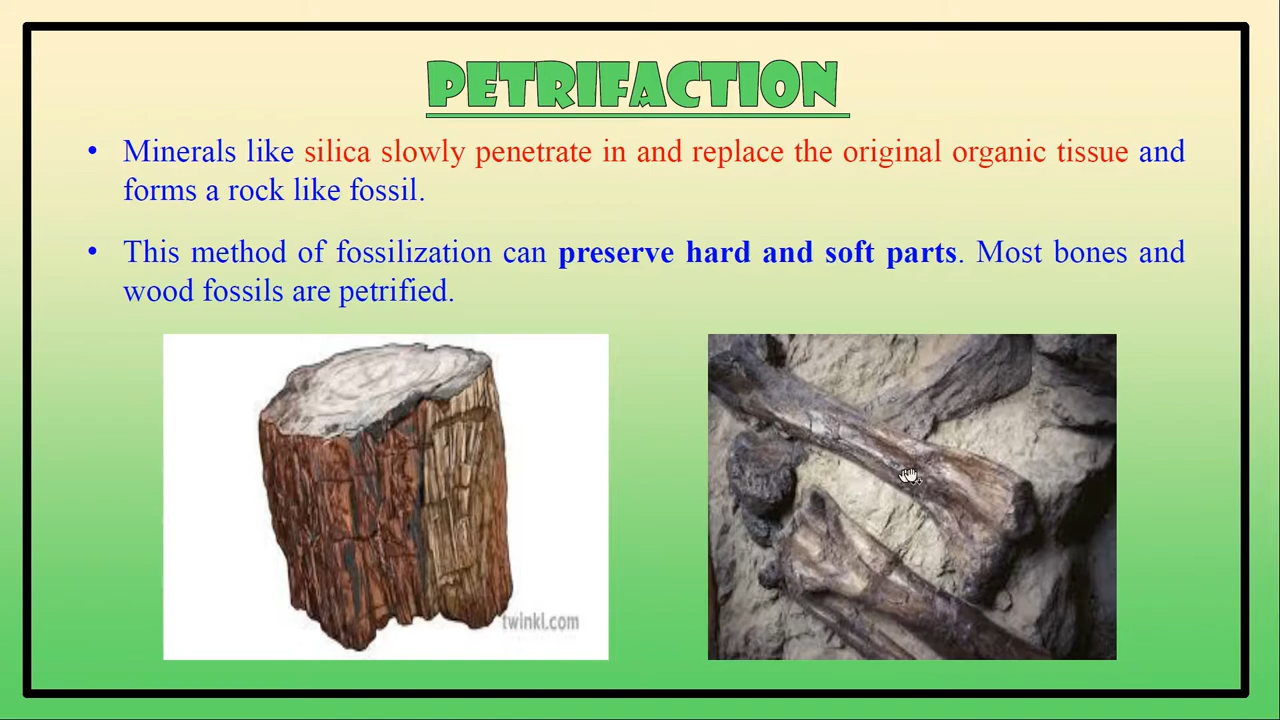 PETRIFACTION
• Minerals like silica slowly penetrate in and replace the original organic tissue and
forms a rock like fossil.
• This method of fossilization can preserve hard and soft parts. Most bones and
wood fossils are petrified.
twinkl.com